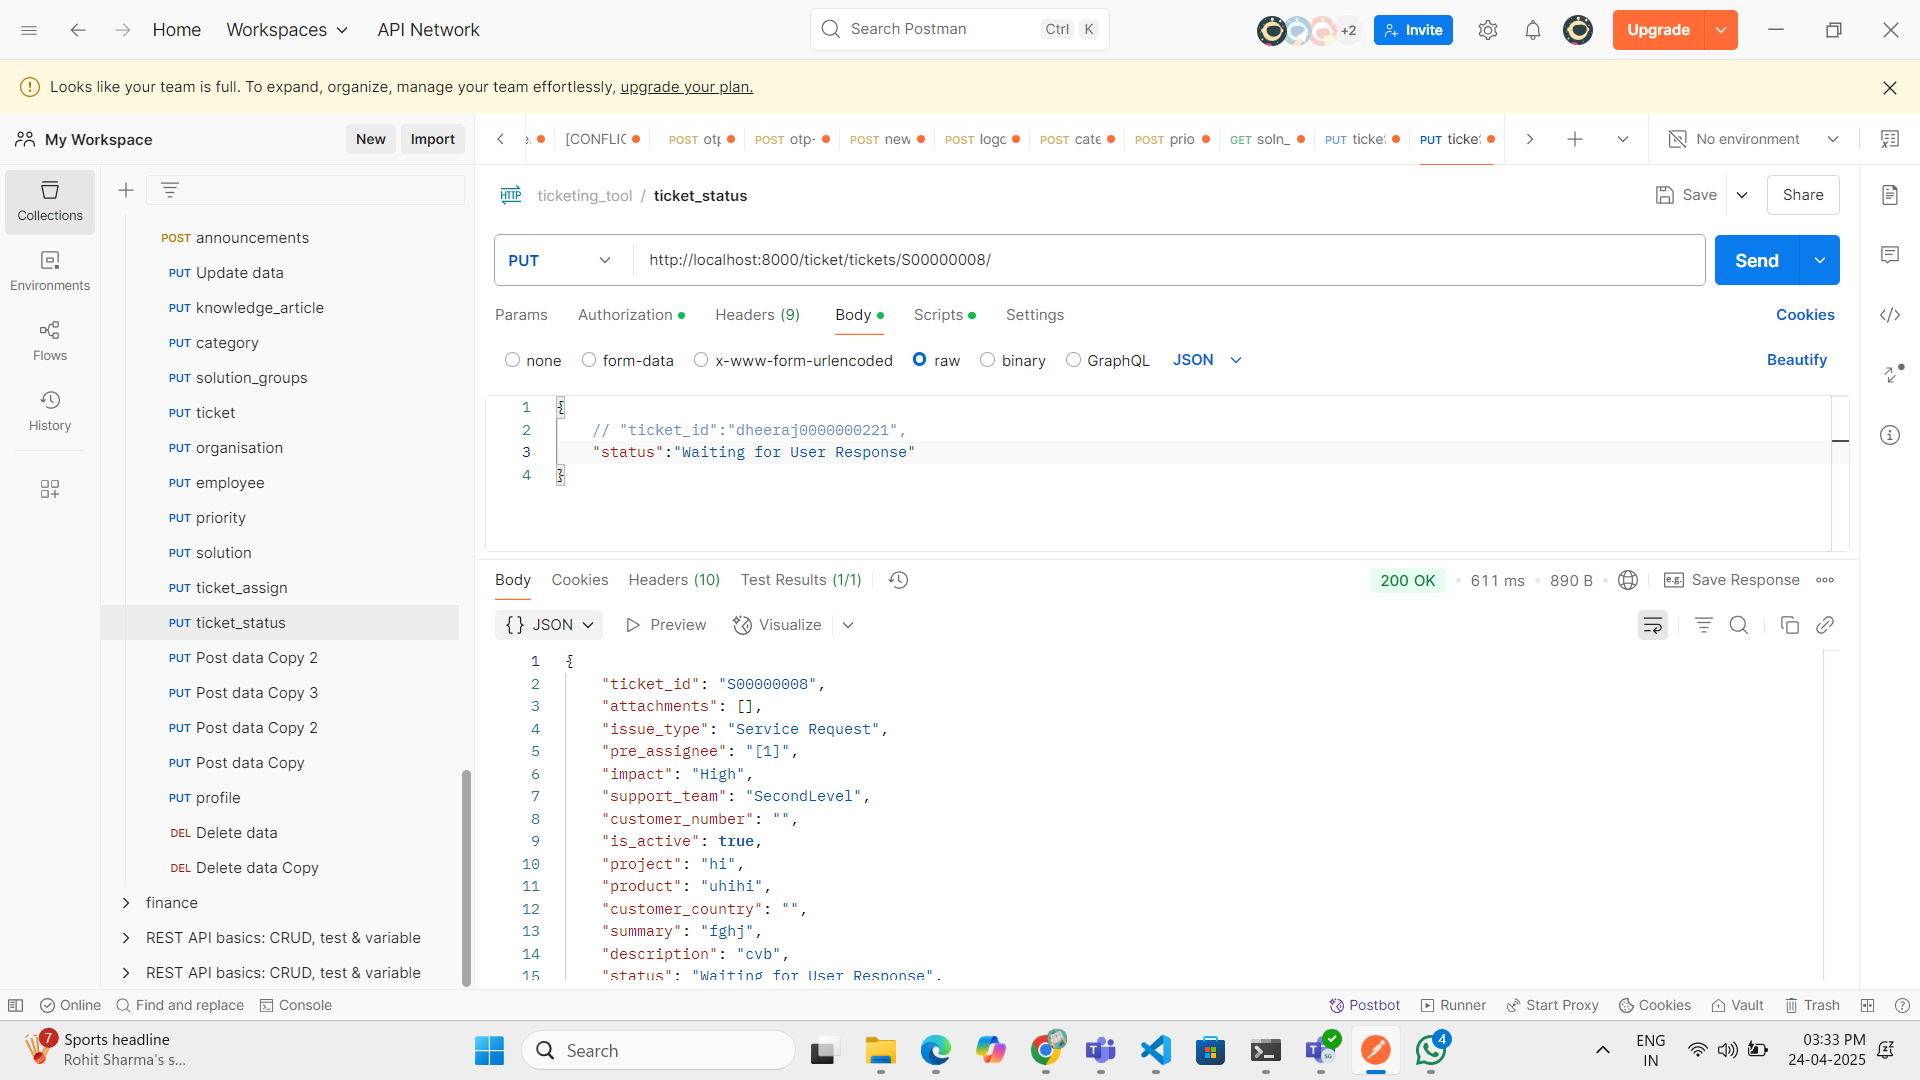 Home
Workspaces
API Network
Search Postman
Ctrl K
+2
Invite
Upgrade
Looks like your team is full. To expand, organize, manage your team effortlessly, upgrade your plan.
My Workspace
New
Import
[CONFLIC
POST otp
POST otp-
POST new
POST logo
POST cate
POST prio
GET soln_
PUT ticke
PUT ticke
No environment
Collections
Environments
Flows
History
POST announcements
PUT Update data
PUT knowledge_article
PUT category
PUT solution_groups
PUT ticket
PUT organisation
PUT employee
PUT priority
PUT solution
PUT ticket_assign
PUT ticket_status
PUT Post data Copy 2
PUT Post data Copy 3
PUT Post data Copy 2
PUT Post data Copy
PUT profile
DEL Delete data
DEL Delete data Copy
finance
REST API basics: CRUD, test & variable
REST API basics: CRUD, test & variable
HTTP ticketing_tool / ticket_status
Save
Share
PUT
http://localhost:8000/ticket/tickets/S00000008/
Send
Params
Authorization
Headers (9)
Body
Scripts
Settings
Cookies
none
form-data
x-www-form-urlencoded
raw
binary
GraphQL
JSON
Beautify
1 {
2 // "ticket_id":"dheeraj0000000221",
3 "status":"Waiting for User Response"
4 }
Body
Cookies
Headers (10)
Test Results (1/1)
200 OK
611 ms
890 B
e.g. Save Response
{} JSON
Preview
Visualize
1 {
2 "ticket_id": "S00000008",
3 "attachments": [],
4 "issue_type": "Service Request",
5 "pre_assignee": "[1]",
6 "impact": "High",
7 "support_team": "SecondLevel",
8 "customer_number": "",
9 "is_active": true,
10 "project": "hi",
11 "product": "uhihi",
12 "customer_country": "",
13 "summary": "fghj",
14 "description": "cvb",
15 "status": "Waiting for User Response",
Online
Find and replace
Console
Postbot
Runner
Start Proxy
Cookies
Vault
Trash
7
Sports headline
Rohit Sharma's s...
Search
SG
4
ENG
IN
03:33 PM
24-04-2025